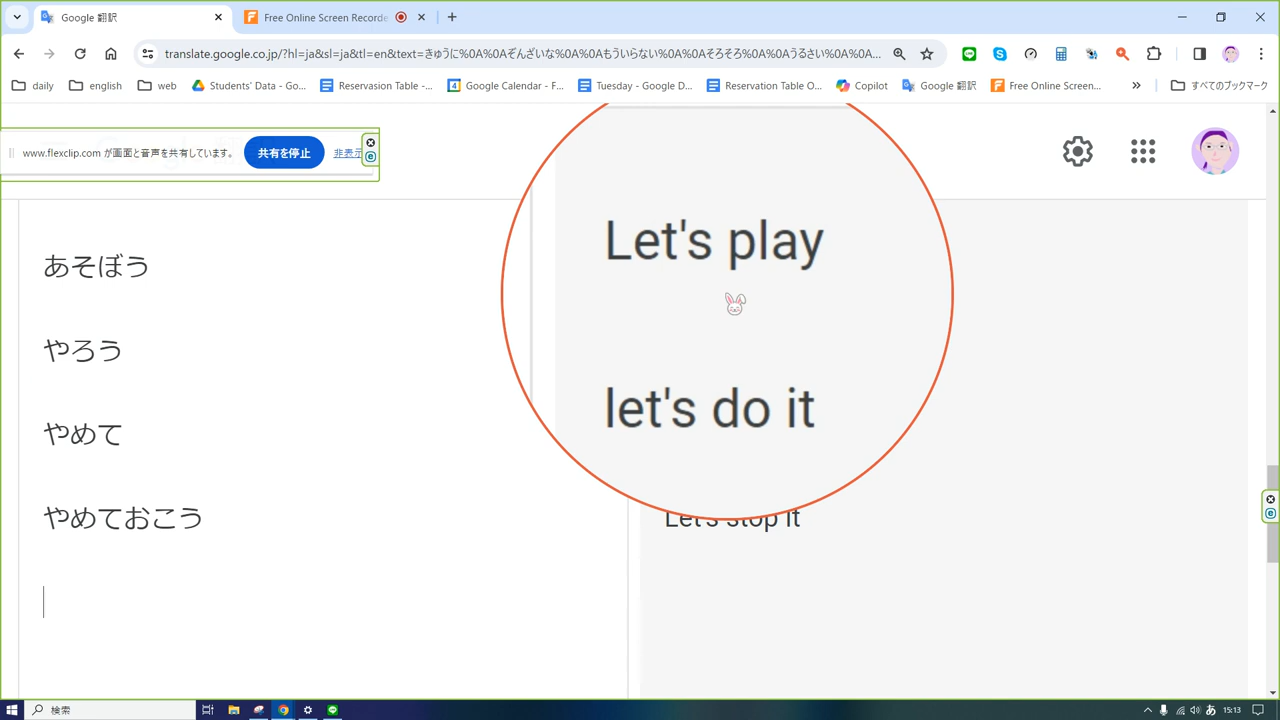 Google 翻訳
Free Online Screen Recorde
translate.google.co.jp/?hl=ja&sl=ja&tl=en&text=きゅうに%0A%0Aぞんざいな%0A%0Aもういらない%0A%0Aそろそろ%0A%0Aうるさい%0A%0A...
daily
english
web
Students' Data - Go...
Reservasion Table -...
Google Calendar - F...
Tuesday - Google D...
Reservation Table O...
Copilot
Google 翻訳
Free Online Screen...
»
すべてのブックマーク
www.flexclip.com が画面と音声を共有しています。
共有を停止
非表示
Let's play
あそぼう
やろう
let's do it
やめて
やめておこう
Let's stop it
検索
あ
15:13